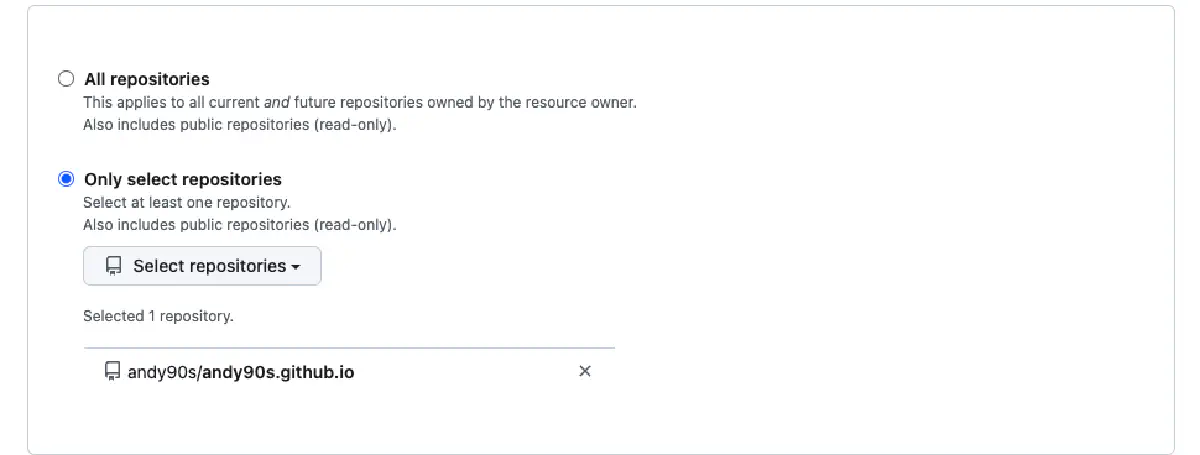 All repositories
This applies to all current and future repositories owned by the resource owner.
Also includes public repositories (read-only).
Only select repositories
Select at least one repository.
Also includes public repositories (read-only).
Select repositories
Selected 1 repository.
andy90s/andy90s.github.io